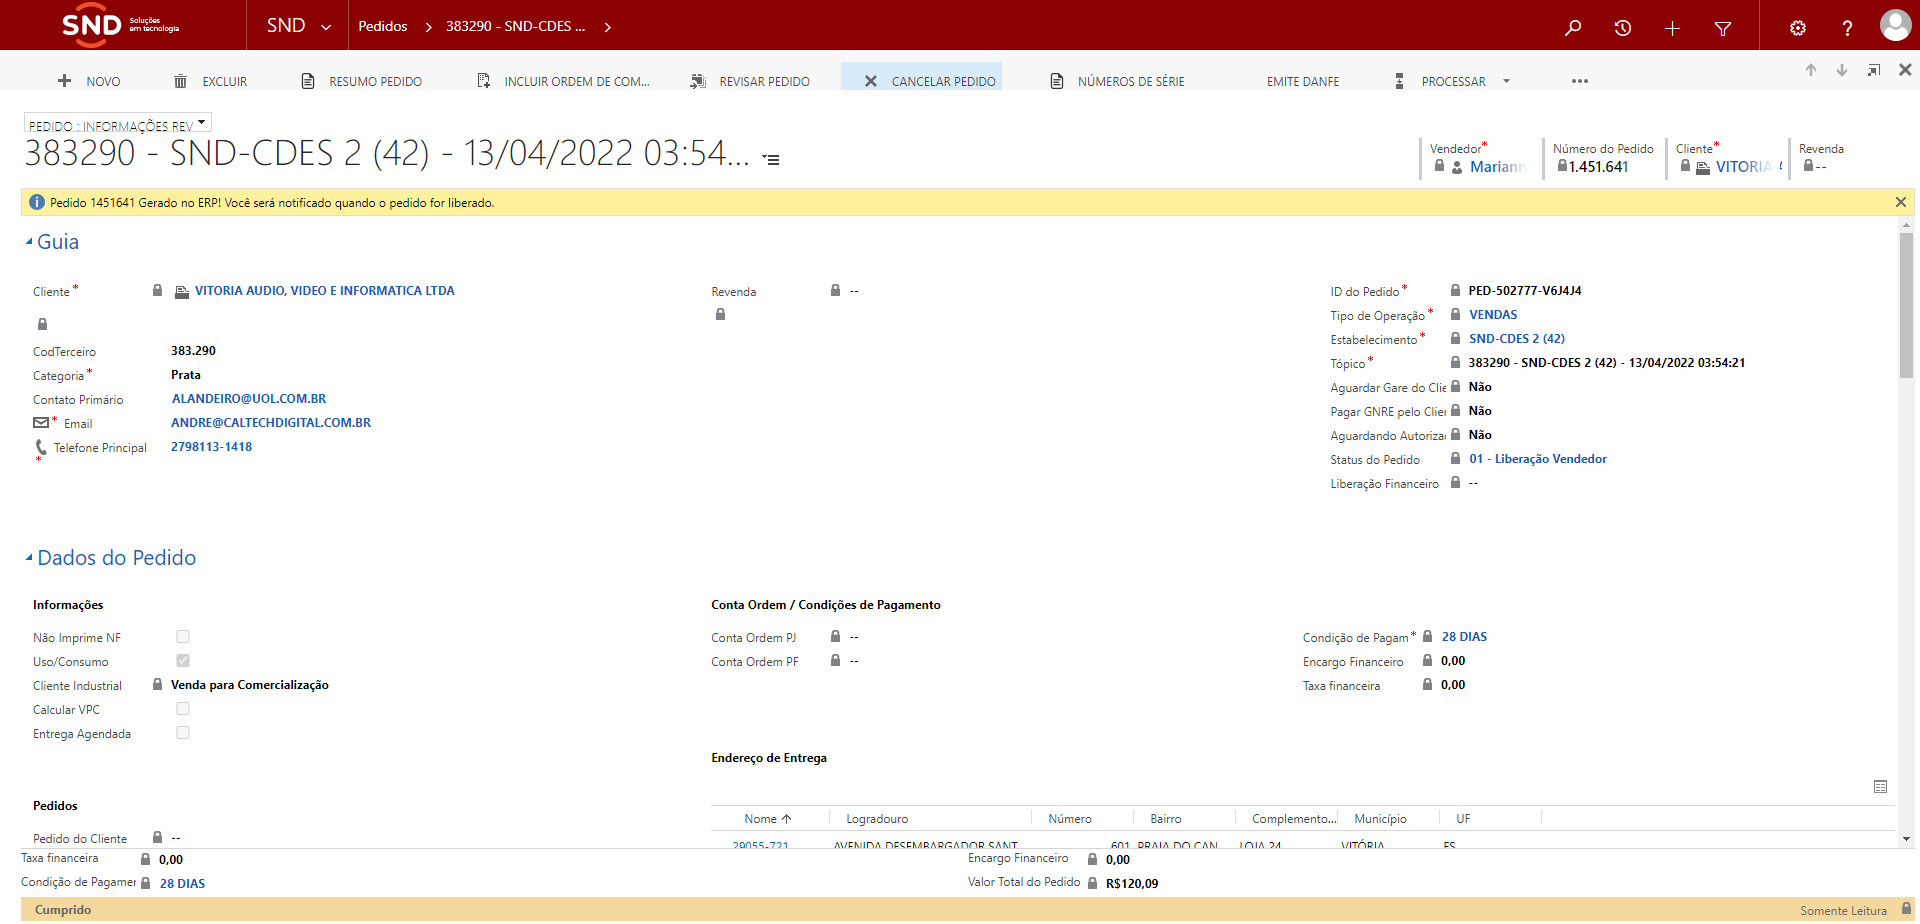 SND Soluções em tecnologia
SND
Pedidos
383290 - SND-CDES ...
NOVO
EXCLUIR
RESUMO PEDIDO
INCLUIR ORDEM DE COM...
REVISAR PEDIDO
CANCELAR PEDIDO
NÚMEROS DE SÉRIE
EMITE DANFE
PROCESSAR
PEDIDO : INFORMAÇÕES REV
383290 - SND-CDES 2 (42) - 13/04/2022 03:54...
Vendedor*
Mariann
Número do Pedido
1.451.641
Cliente*
VITORIA
Revenda
--
Pedido 1451641 Gerado no ERP! Você será notificado quando o pedido for liberado.
Guia
Cliente* VITORIA AUDIO, VIDEO E INFORMATICA LTDA
CodTerceiro 383.290
Categoria* Prata
Contato Primário ALANDEIRO@UOL.COM.BR
* Email ANDRE@CALTECHDIGITAL.COM.BR
Telefone Principal 2798113-1418
*
Revenda --
ID do Pedido* PED-502777-V6J4J4
Tipo de Operação* VENDAS
Estabelecimento* SND-CDES 2 (42)
Tópico* 383290 - SND-CDES 2 (42) - 13/04/2022 03:54:21
Aguardar Gare do Clie Não
Pagar GNRE pelo Clier Não
Aguardando Autoriza Não
Status do Pedido 01 - Liberação Vendedor
Liberação Financeiro --
Dados do Pedido
Informações
Não Imprime NF
Uso/Consumo
Cliente Industrial Venda para Comercialização
Calcular VPC
Entrega Agendada
Conta Ordem / Condições de Pagamento
Conta Ordem PJ --
Conta Ordem PF --
Condição de Pagam* 28 DIAS
Encargo Financeiro 0,00
Taxa financeira 0,00
Pedidos
Pedido do Cliente --
Endereço de Entrega
Nome Logradouro Número Bairro Complemento... Município UF
29055-721 AVENIDA DESEMBARGADOR SANT 601 PRAIA DO CAN LOJA 24 VITÓRIA ES
Taxa financeira 0,00
Condição de Pagamer 28 DIAS
Encargo Financeiro 0,00
Valor Total do Pedido R$120,09
Cumprido
Somente Leitura